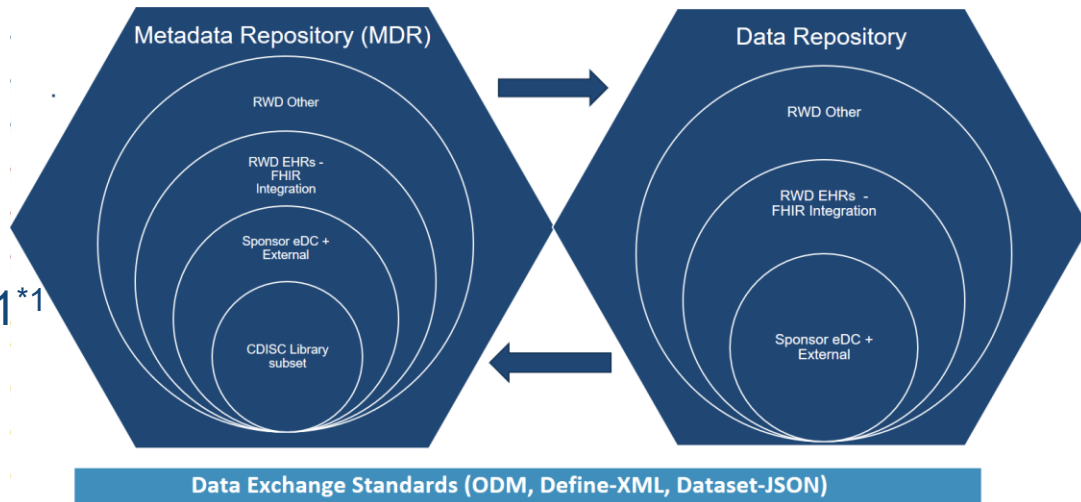 Metadata Repository (MDR)
RWD Other
RWD EHRs -
FHIR
Integration
Sponsor eDC +
External
CDISC Library
subset
Data Repository
RWD Other
RWD EHRs -
FHIR Integration
Sponsor eDC +
External
1*1
Data Exchange Standards (ODM, Define-XML, Dataset-JSON)